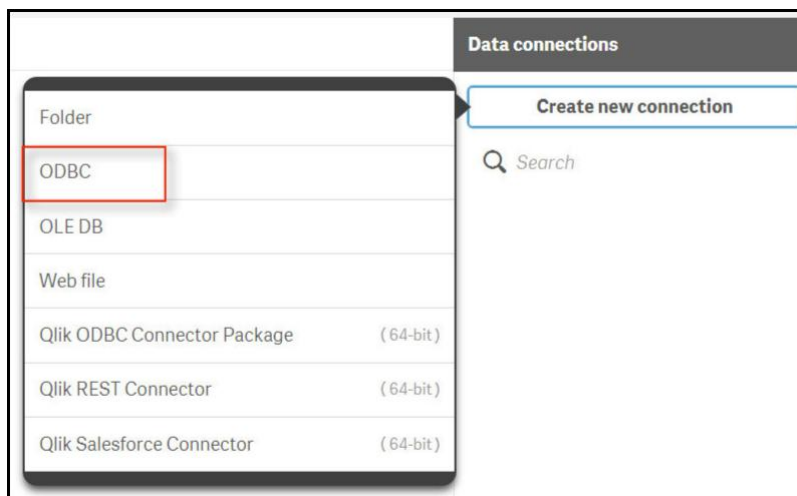 Data connections
Create new connection
Search
Folder
ODBC
OLE DB
Web file
Qlik ODBC Connector Package (64-bit)
Qlik REST Connector (64-bit)
Qlik Salesforce Connector (64-bit)